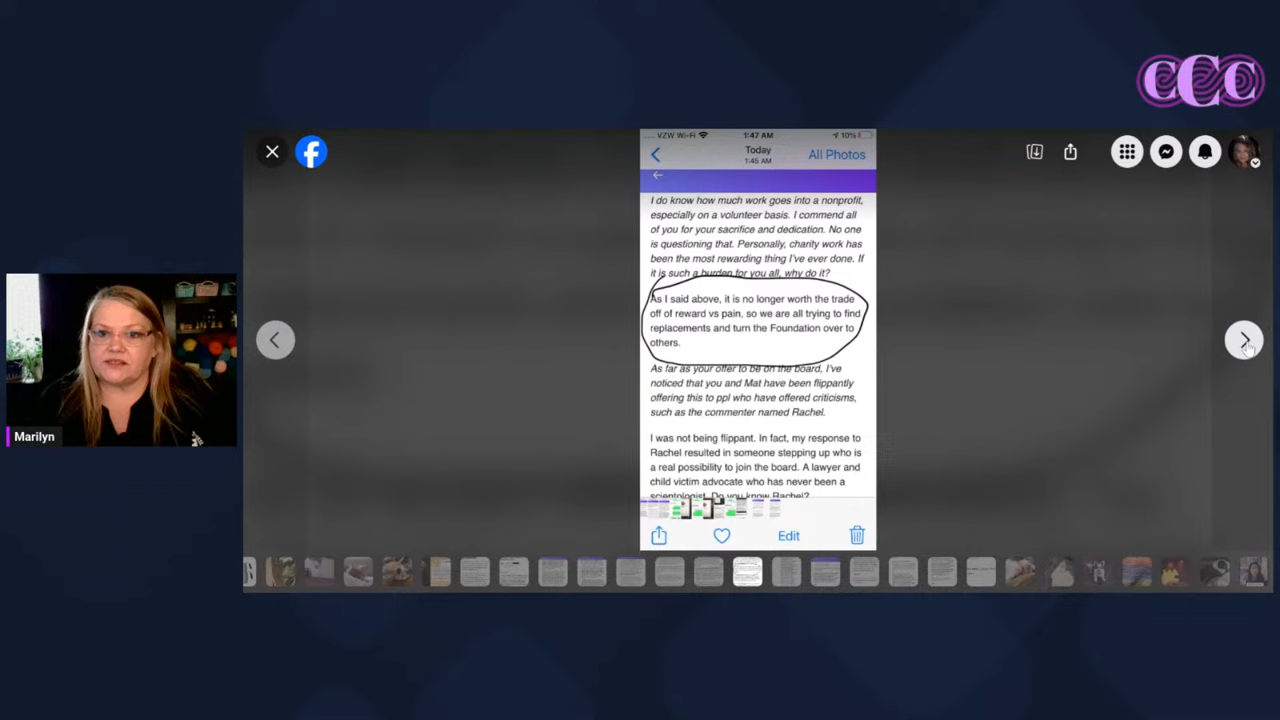 CCC
VZW Wi-Fi 1:47 AM 10%
Today
1:45 AM
All Photos
I do know how much work goes into a nonprofit,
especially on a volunteer basis. I commend all
of you for your sacrifice and dedication. No one
is questioning that. Personally, charity work has
been the most rewarding thing I've ever done. If
it is such a burden for you all, why do it?
As I said above, it is no longer worth the trade
off of reward vs pain, so we are all trying to find
replacements and turn the Foundation over to
others.
As far as your offer to be on the board, I've
noticed that you and Mat have been flippantly
offering this to ppl who have offered criticisms,
such as the commenter named Rachel.
I was not being flippant. In fact, my response to
Rachel resulted in someone stepping up who is
a real possibility to join the board. A lawyer and
child victim advocate who has never been a
scientologist. Do you know Rachel?
Edit
Marilyn